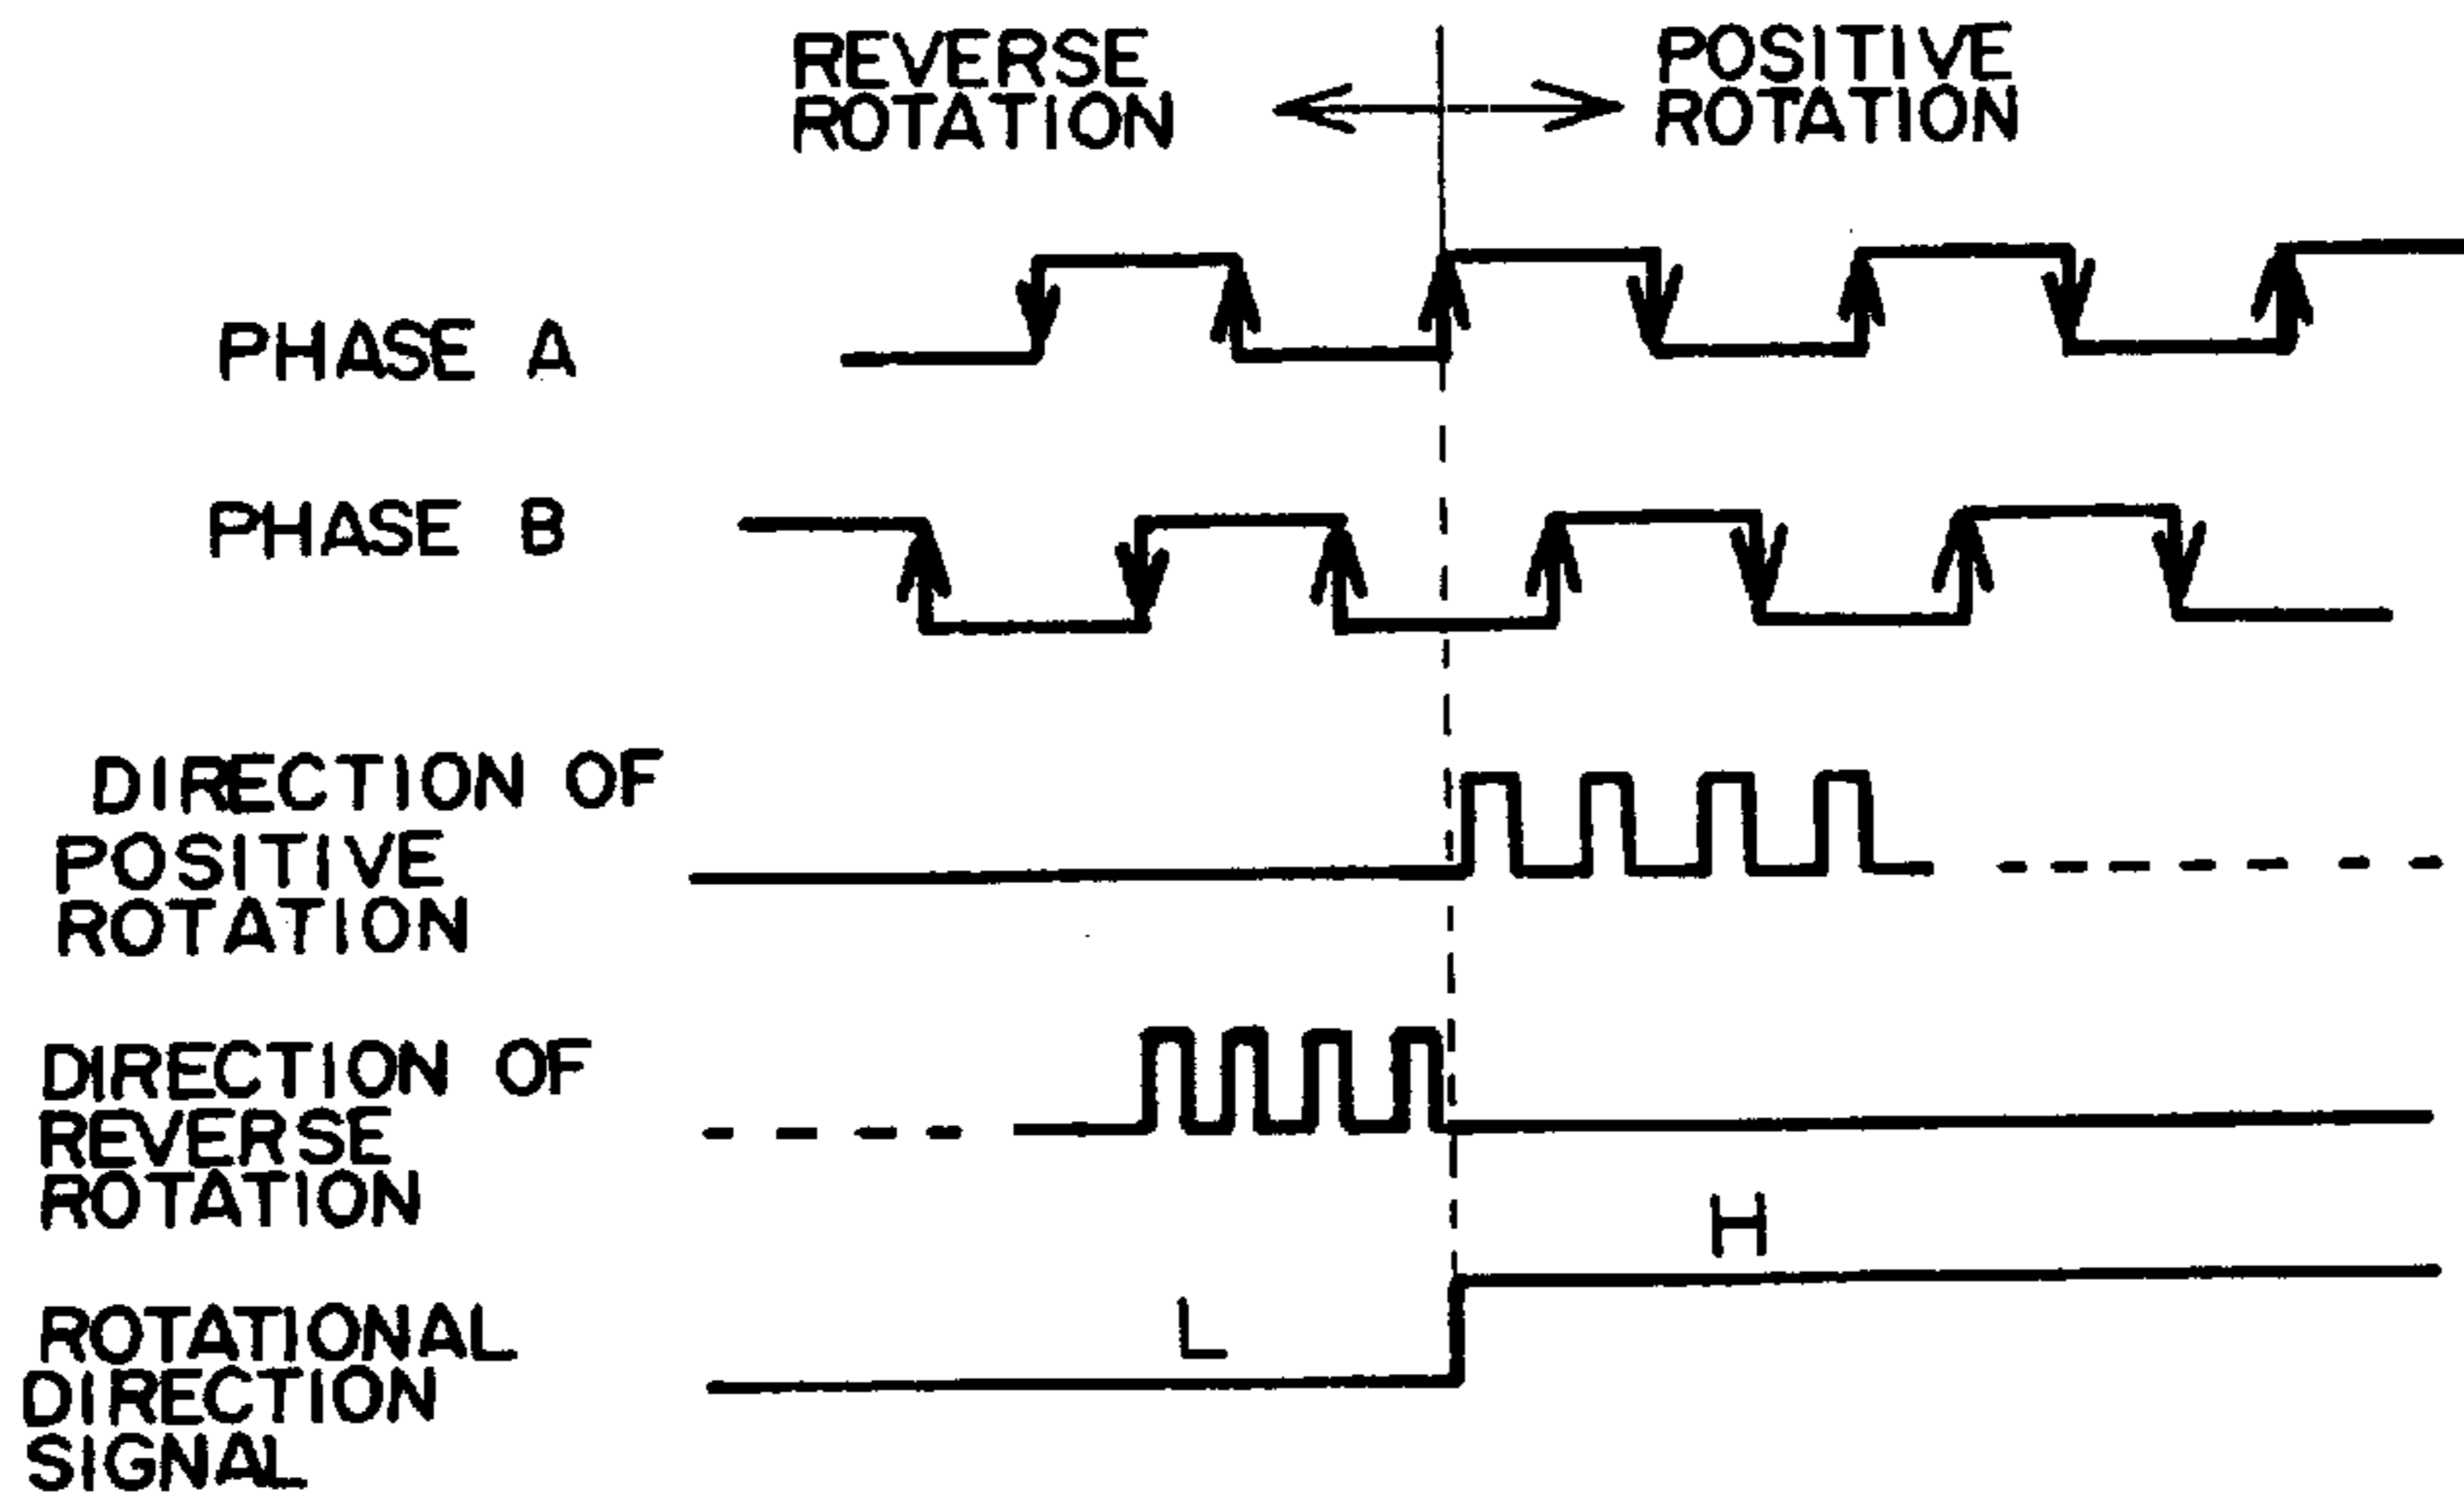 REVERSE
ROTATION
POSITIVE
ROTATION
PHASE A
PHASE B
DIRECTION OF
POSITIVE
ROTATION
DIRECTION OF
REVERSE
ROTATION
H
L
ROTATIONAL
DIRECTION
SIGNAL